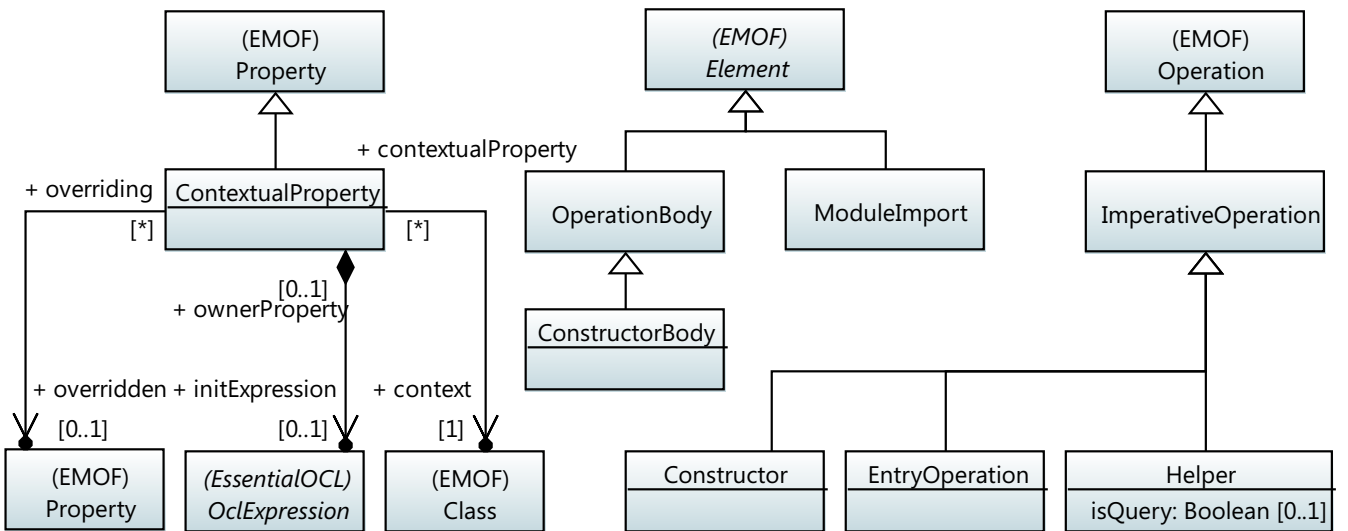 (EMOF)
Property
(EMOF)
Element
(EMOF)
Operation
+ contextualProperty
+ overriding
ContextualProperty
[*]
[*]
OperationBody
ModuleImport
ImperativeOperation
[0..1]
+ ownerProperty
ConstructorBody
+ overridden
+ initExpression
+ context
[0..1]
[0..1]
[1]
(EMOF)
Property
(EssentialOCL)
OclExpression
(EMOF)
Class
Constructor
EntryOperation
Helper
isQuery: Boolean [0..1]